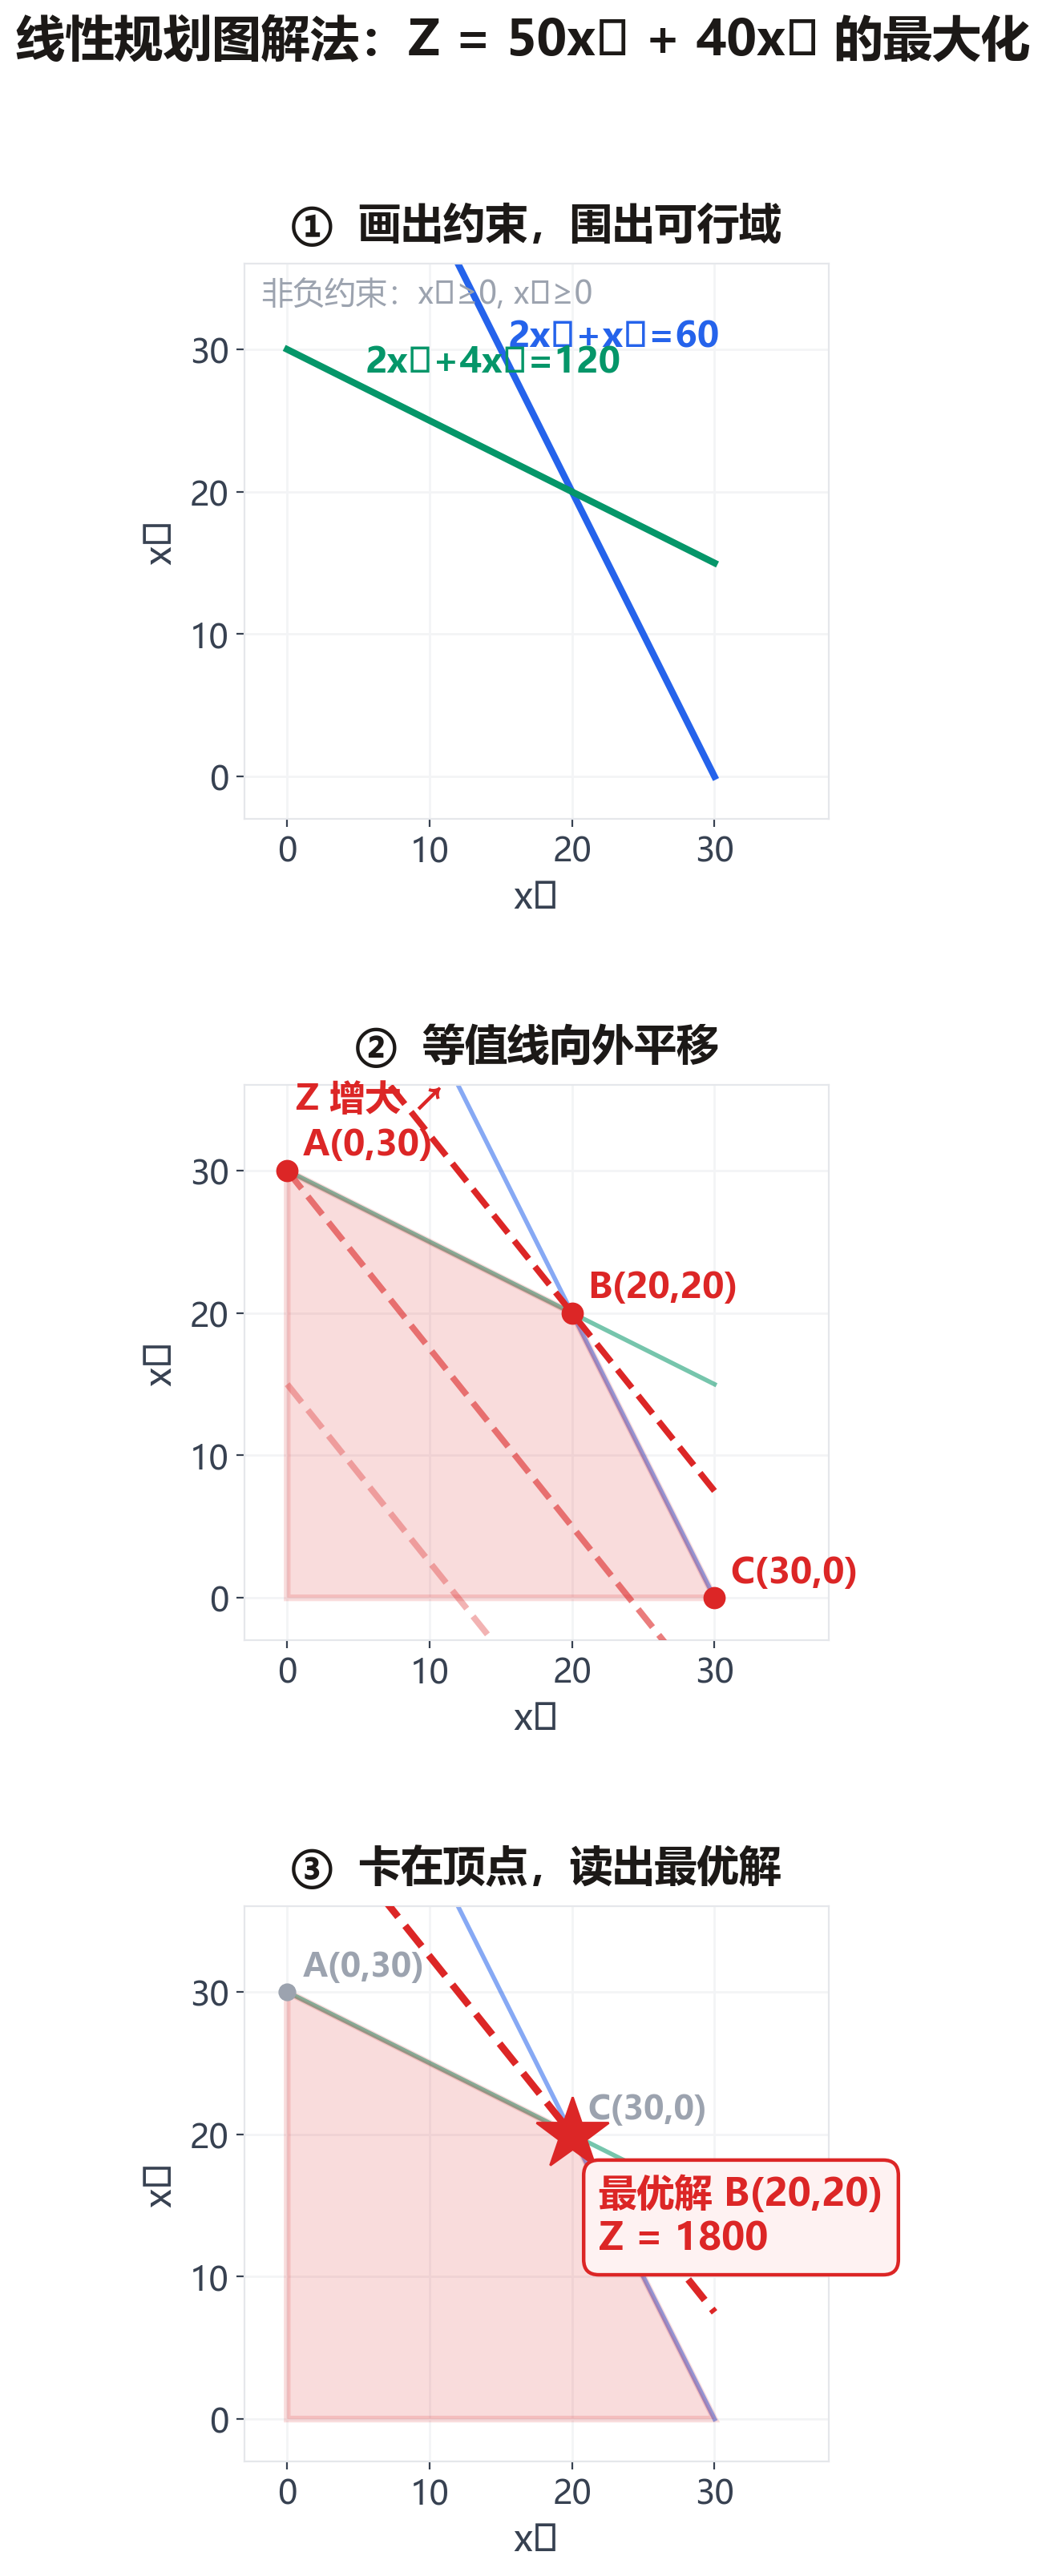 线性规划图解法：Z = 50x□ + 40x□ 的最大化
① 画出约束，围出可行域
非负约束：x□≥0, x□≥0
2x□+x□=60
2x□+4x□=120
30
20
10
0
x□
0 10 20 30
x□
② 等值线向外平移
Z 增大 ↗
A(0,30)
30
B(20,20)
20
x□
10
C(30,0)
0
0 10 20 30
x□
③ 卡在顶点，读出最优解
A(0,30)
30
C(30,0)
20
最优解 B(20,20)
Z = 1800
x□
10
0
0 10 20 30
x□